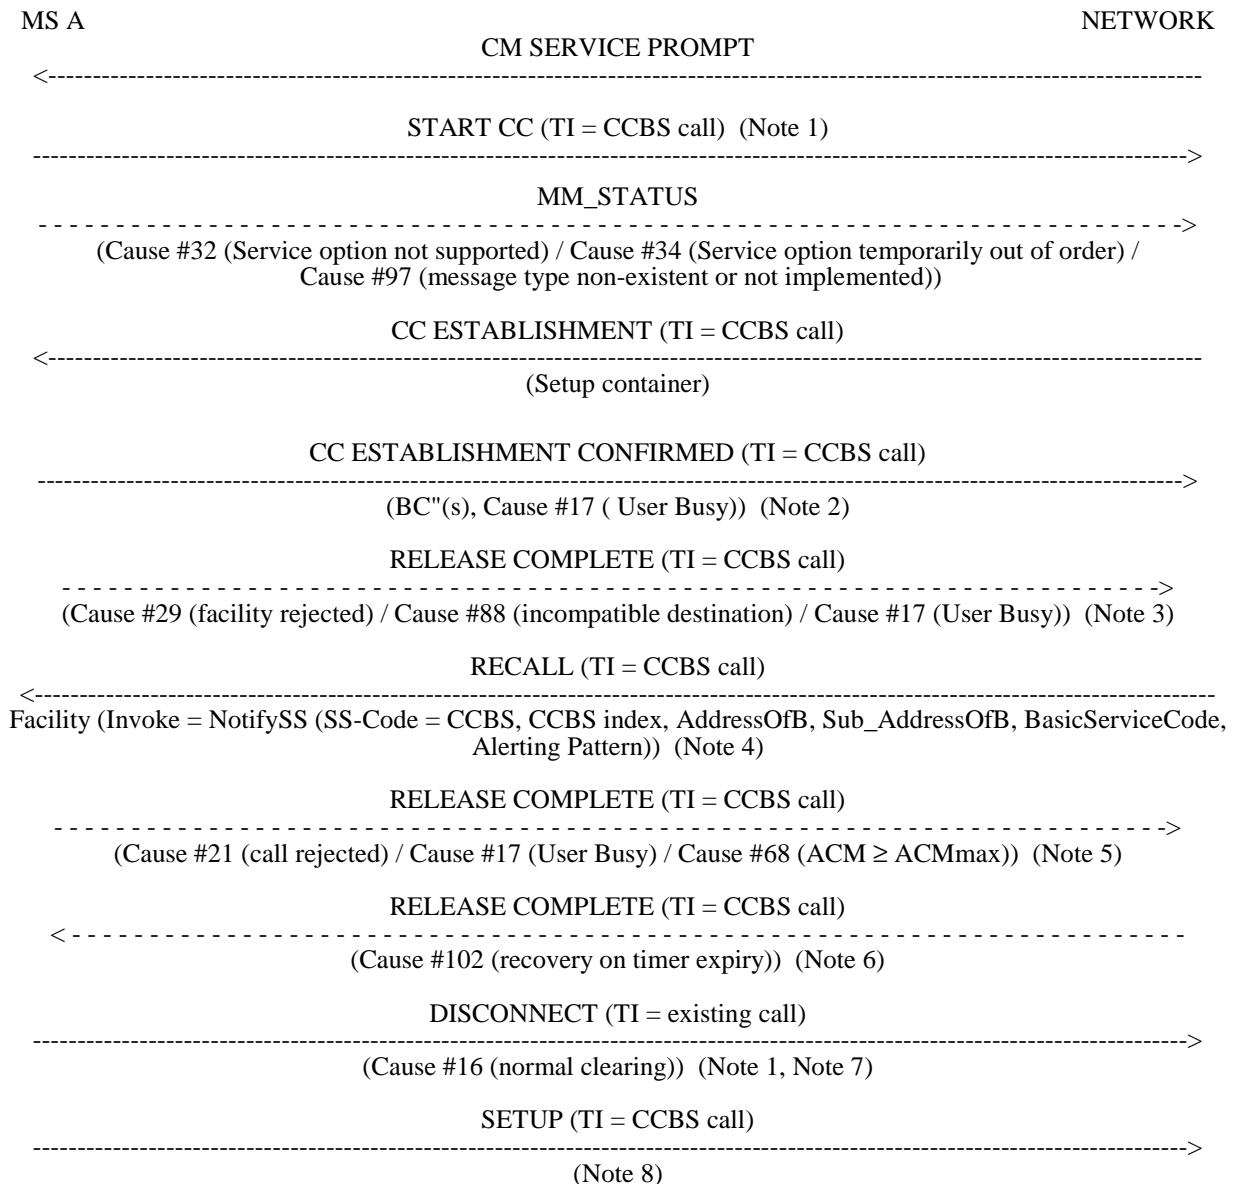 MS A NETWORK
CM SERVICE PROMPT
START CC (TI = CCBS call) (Note 1)
MM_STATUS
(Cause #32 (Service option not supported) / Cause #34 (Service option temporarily out of order) /
Cause #97 (message type non-existent or not implemented))
CC ESTABLISHMENT (TI = CCBS call)
(Setup container)
CC ESTABLISHMENT CONFIRMED (TI = CCBS call)
(BC"(s), Cause #17 ( User Busy)) (Note 2)
RELEASE COMPLETE (TI = CCBS call)
(Cause #29 (facility rejected) / Cause #88 (incompatible destination) / Cause #17 (User Busy)) (Note 3)
RECALL (TI = CCBS call)
Facility (Invoke = NotifySS (SS-Code = CCBS, CCBS index, AddressOfB, Sub_AddressOfB, BasicServiceCode,
Alerting Pattern)) (Note 4)
RELEASE COMPLETE (TI = CCBS call)
(Cause #21 (call rejected) / Cause #17 (User Busy) / Cause #68 (ACM ≥ ACMmax)) (Note 5)
RELEASE COMPLETE (TI = CCBS call)
(Cause #102 (recovery on timer expiry)) (Note 6)
DISCONNECT (TI = existing call)
(Cause #16 (normal clearing)) (Note 1, Note 7)
SETUP (TI = CCBS call)
(Note 8)